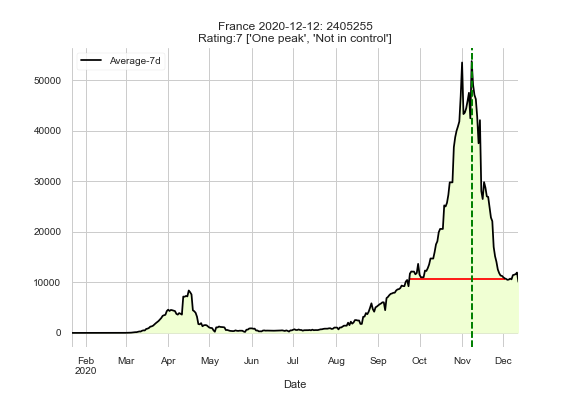 France 2020-12-12: 2405255
Rating:7 ['One peak', 'Not in control']
Average-7d
50000
40000
30000
20000
10000
0
Feb Mar Apr May Jun Jul Aug Sep Oct Nov Dec
2020
Date